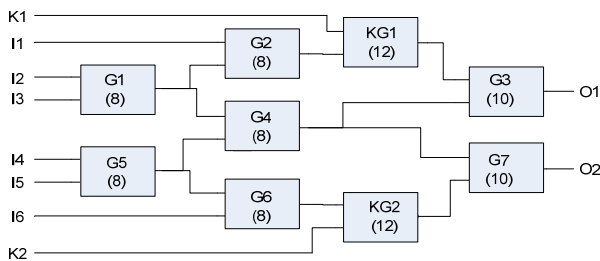 K1
I1
I2
I3
I4
I5
I6
K2
G1
(8)
G5
(8)
G2
(8)
G4
(8)
G6
(8)
KG1
(12)
KG2
(12)
G3
(10)
G7
(10)
O1
O2